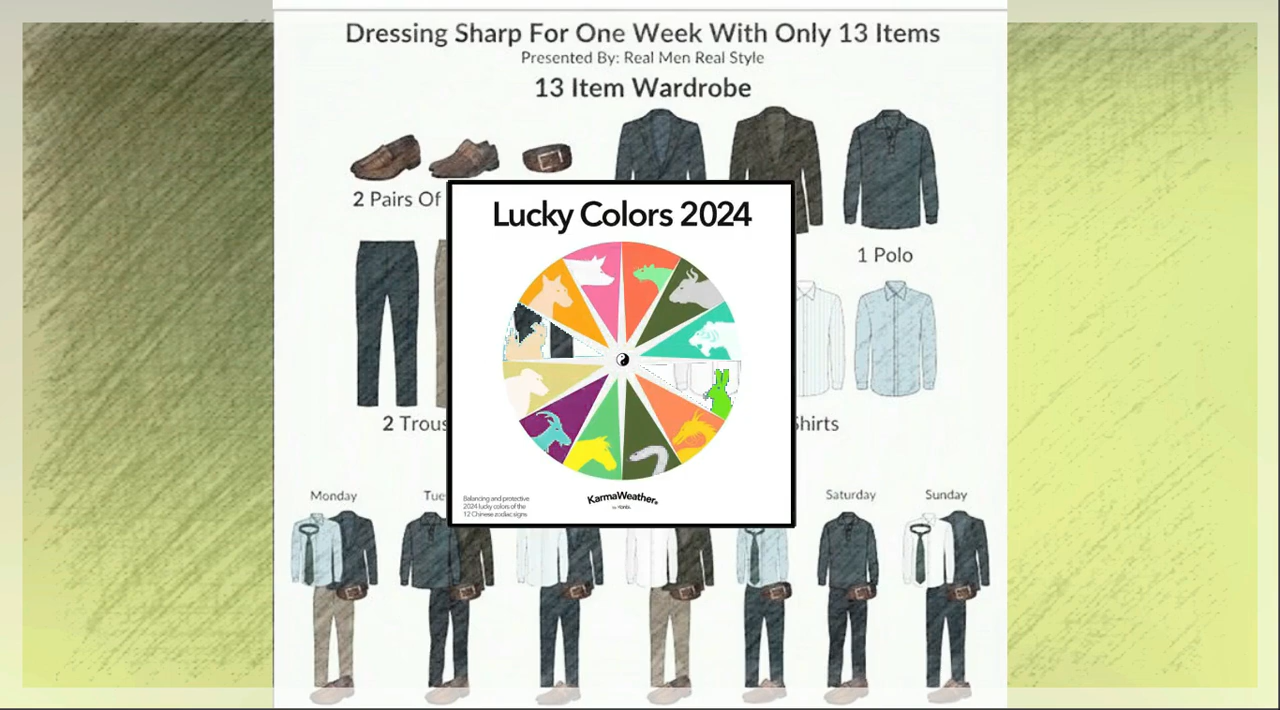 Dressing Sharp For One Week With Only 13 Items
Presented By: Real Men Real Style
13 Item Wardrobe
2 Pairs Of
1 Polo
Lucky Colors 2024
2 Trous
Shirts
Balancing and protective
2024 lucky colors of the
12 Chinese zodiac signs
KarmaWeather®
Monday
Tue
Saturday
Sunday